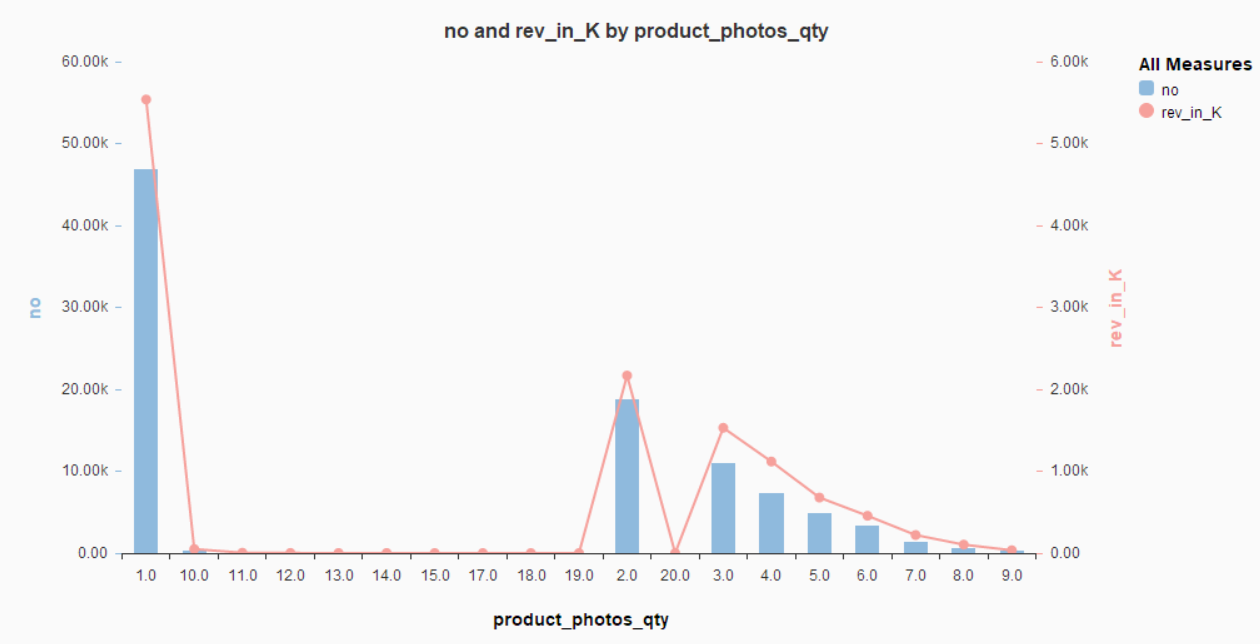 no and rev_in_K by product_photos_qty
60.00k
50.00k
40.00k
30.00k
20.00k
10.00k
0.00
no
6.00k
5.00k
4.00k
3.00k
2.00k
1.00k
0.00
rev_in_K
All Measures
no
rev_in_K
1.0 10.0 11.0 12.0 13.0 14.0 15.0 17.0 18.0 19.0 2.0 20.0 3.0 4.0 5.0 6.0 7.0 8.0 9.0
product_photos_qty